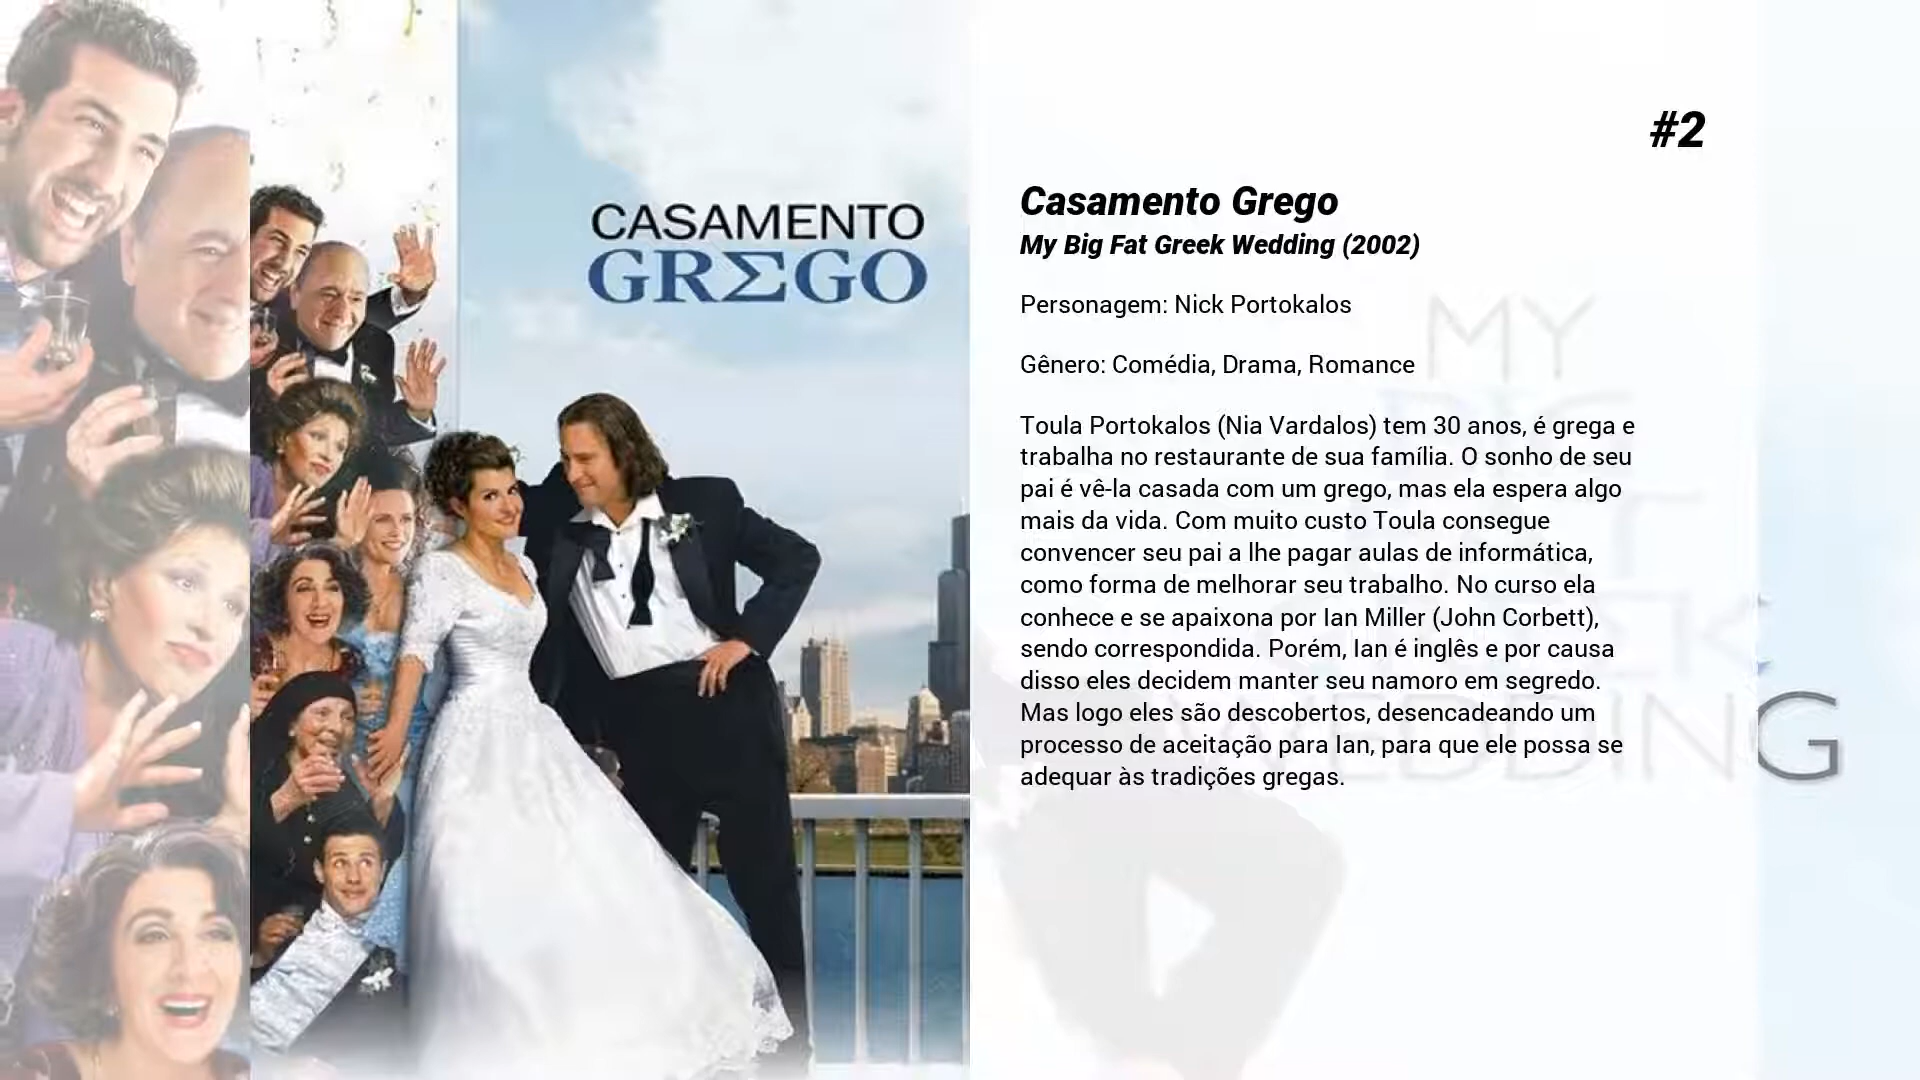 #2
CASAMENTO
GRΣGO
Casamento Grego
My Big Fat Greek Wedding (2002)
Personagem: Nick Portokalos
Gênero: Comédia, Drama, Romance
Toula Portokalos (Nia Vardalos) tem 30 anos, é grega e
trabalha no restaurante de sua família. O sonho de seu
pai é vê-la casada com um grego, mas ela espera algo
mais da vida. Com muito custo Toula consegue
convencer seu pai a lhe pagar aulas de informática,
como forma de melhorar seu trabalho. No curso ela
conhece e se apaixona por Ian Miller (John Corbett),
sendo correspondida. Porém, Ian é inglês e por causa
disso eles decidem manter seu namoro em segredo.
Mas logo eles são descobertos, desencadeando um
processo de aceitação para Ian, para que ele possa se
adequar às tradições gregas.
MY
WEDDING